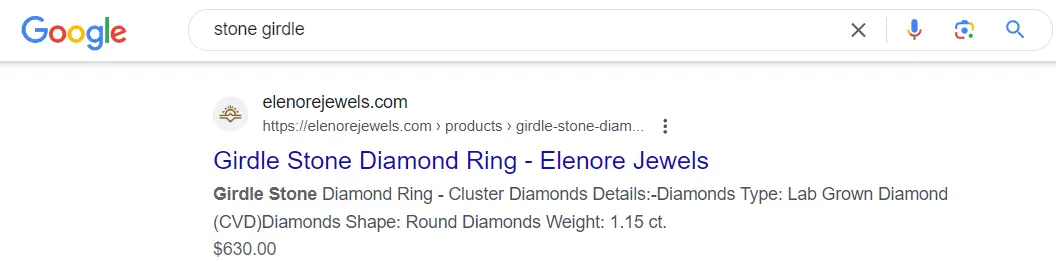 Google
stone girdle
elenorejewels.com
https://elenorejewels.com › products › girdle-stone-diam...
Girdle Stone Diamond Ring - Elenore Jewels
Girdle Stone Diamond Ring - Cluster Diamonds Details:-Diamonds Type: Lab Grown Diamond
(CVD)Diamonds Shape: Round Diamonds Weight: 1.15 ct.
$630.00